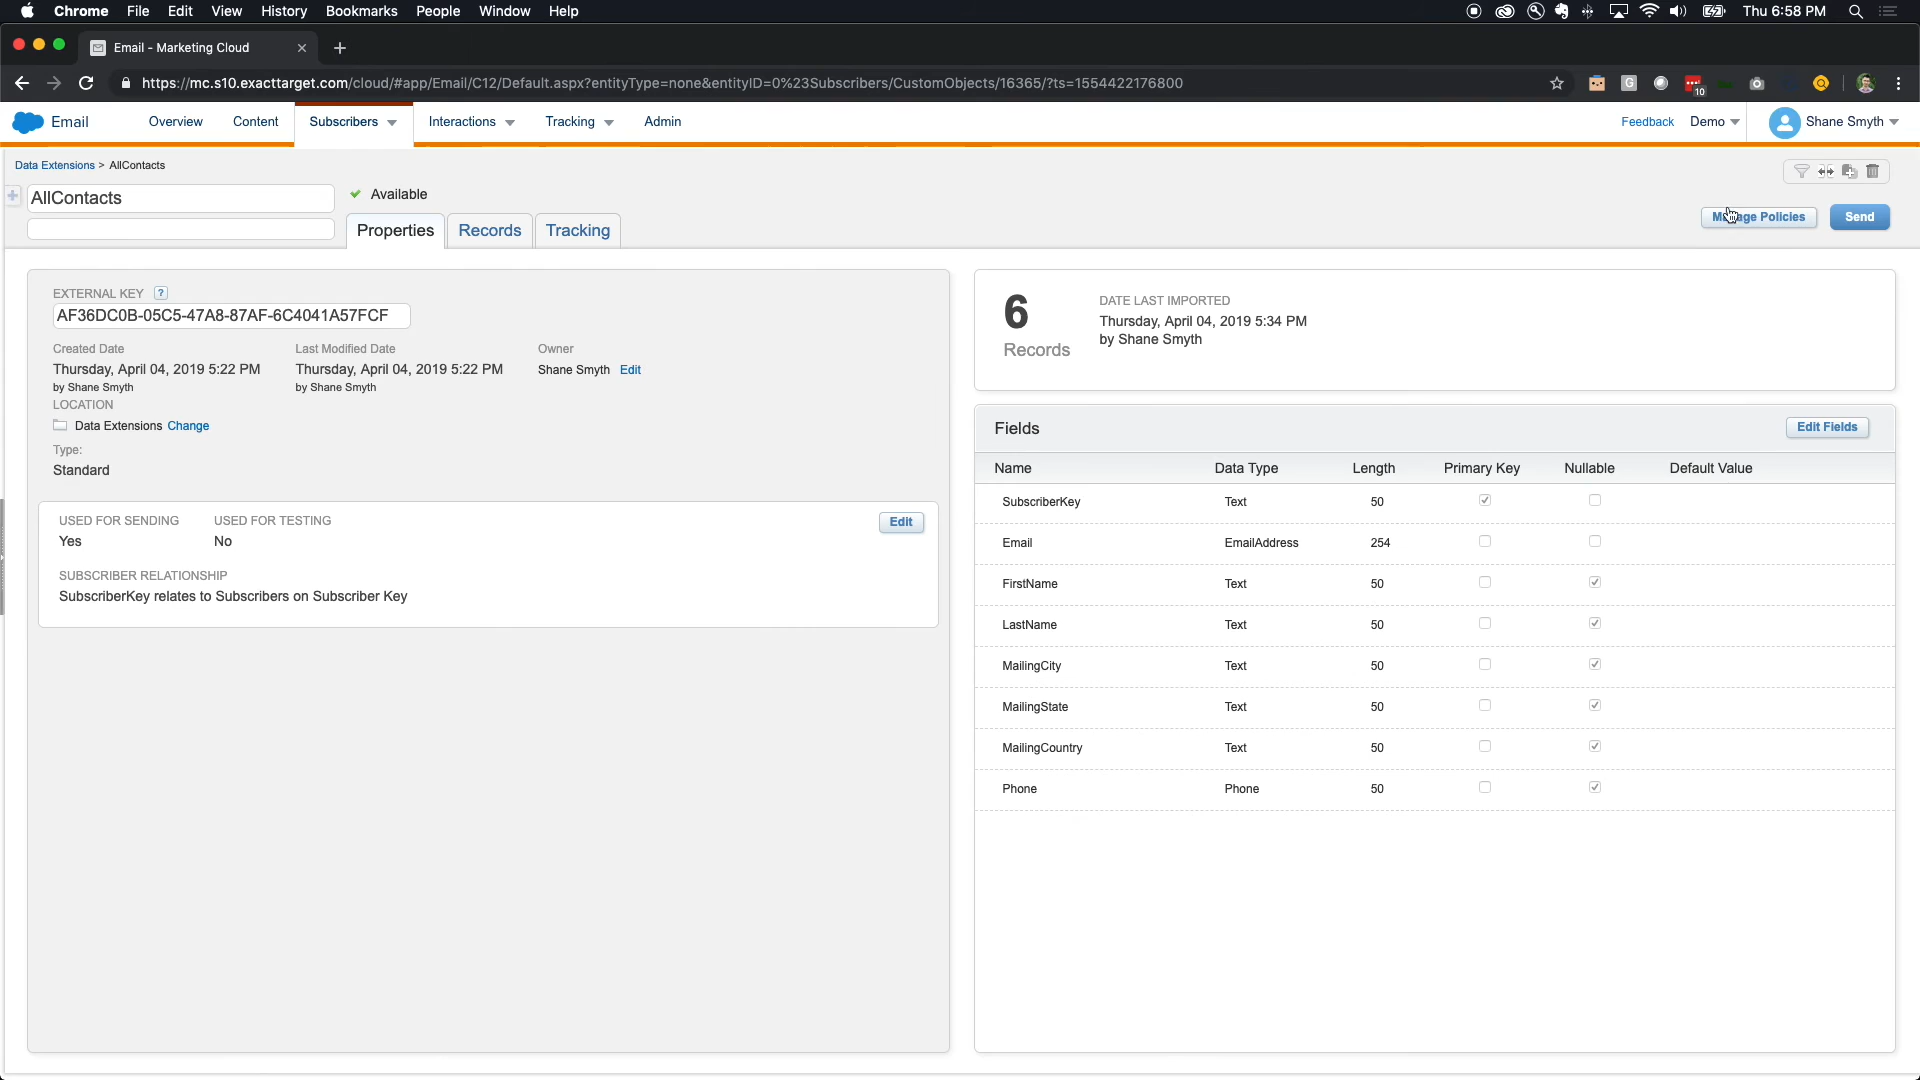 Chrome File Edit View History Bookmarks People Window Help Thu 6:58 PM
Email - Marketing Cloud
https://mc.s10.exacttarget.com/cloud/#app/Email/C12/Default.aspx?entityType=none&entityID=0%23Subscribers/CustomObjects/16365/?ts=1554422176800
10
Email Overview Content Subscribers Interactions Tracking Admin Feedback Demo Shane Smyth
Data Extensions > AllContacts
AllContacts Available
Manage Policies Send
Properties Records Tracking
EXTERNAL KEY ?
AF36DC0B-05C5-47A8-87AF-6C4041A57FCF
Created Date Last Modified Date Owner
Thursday, April 04, 2019 5:22 PM Thursday, April 04, 2019 5:22 PM Shane Smyth Edit
by Shane Smyth by Shane Smyth
LOCATION
Data Extensions Change
Type:
Standard
USED FOR SENDING USED FOR TESTING Edit
Yes No
SUBSCRIBER RELATIONSHIP
SubscriberKey relates to Subscribers on Subscriber Key
6 Records
DATE LAST IMPORTED
Thursday, April 04, 2019 5:34 PM
by Shane Smyth
Fields Edit Fields
Name Data Type Length Primary Key Nullable Default Value
SubscriberKey Text 50
Email EmailAddress 254
FirstName Text 50
LastName Text 50
MailingCity Text 50
MailingState Text 50
MailingCountry Text 50
Phone Phone 50